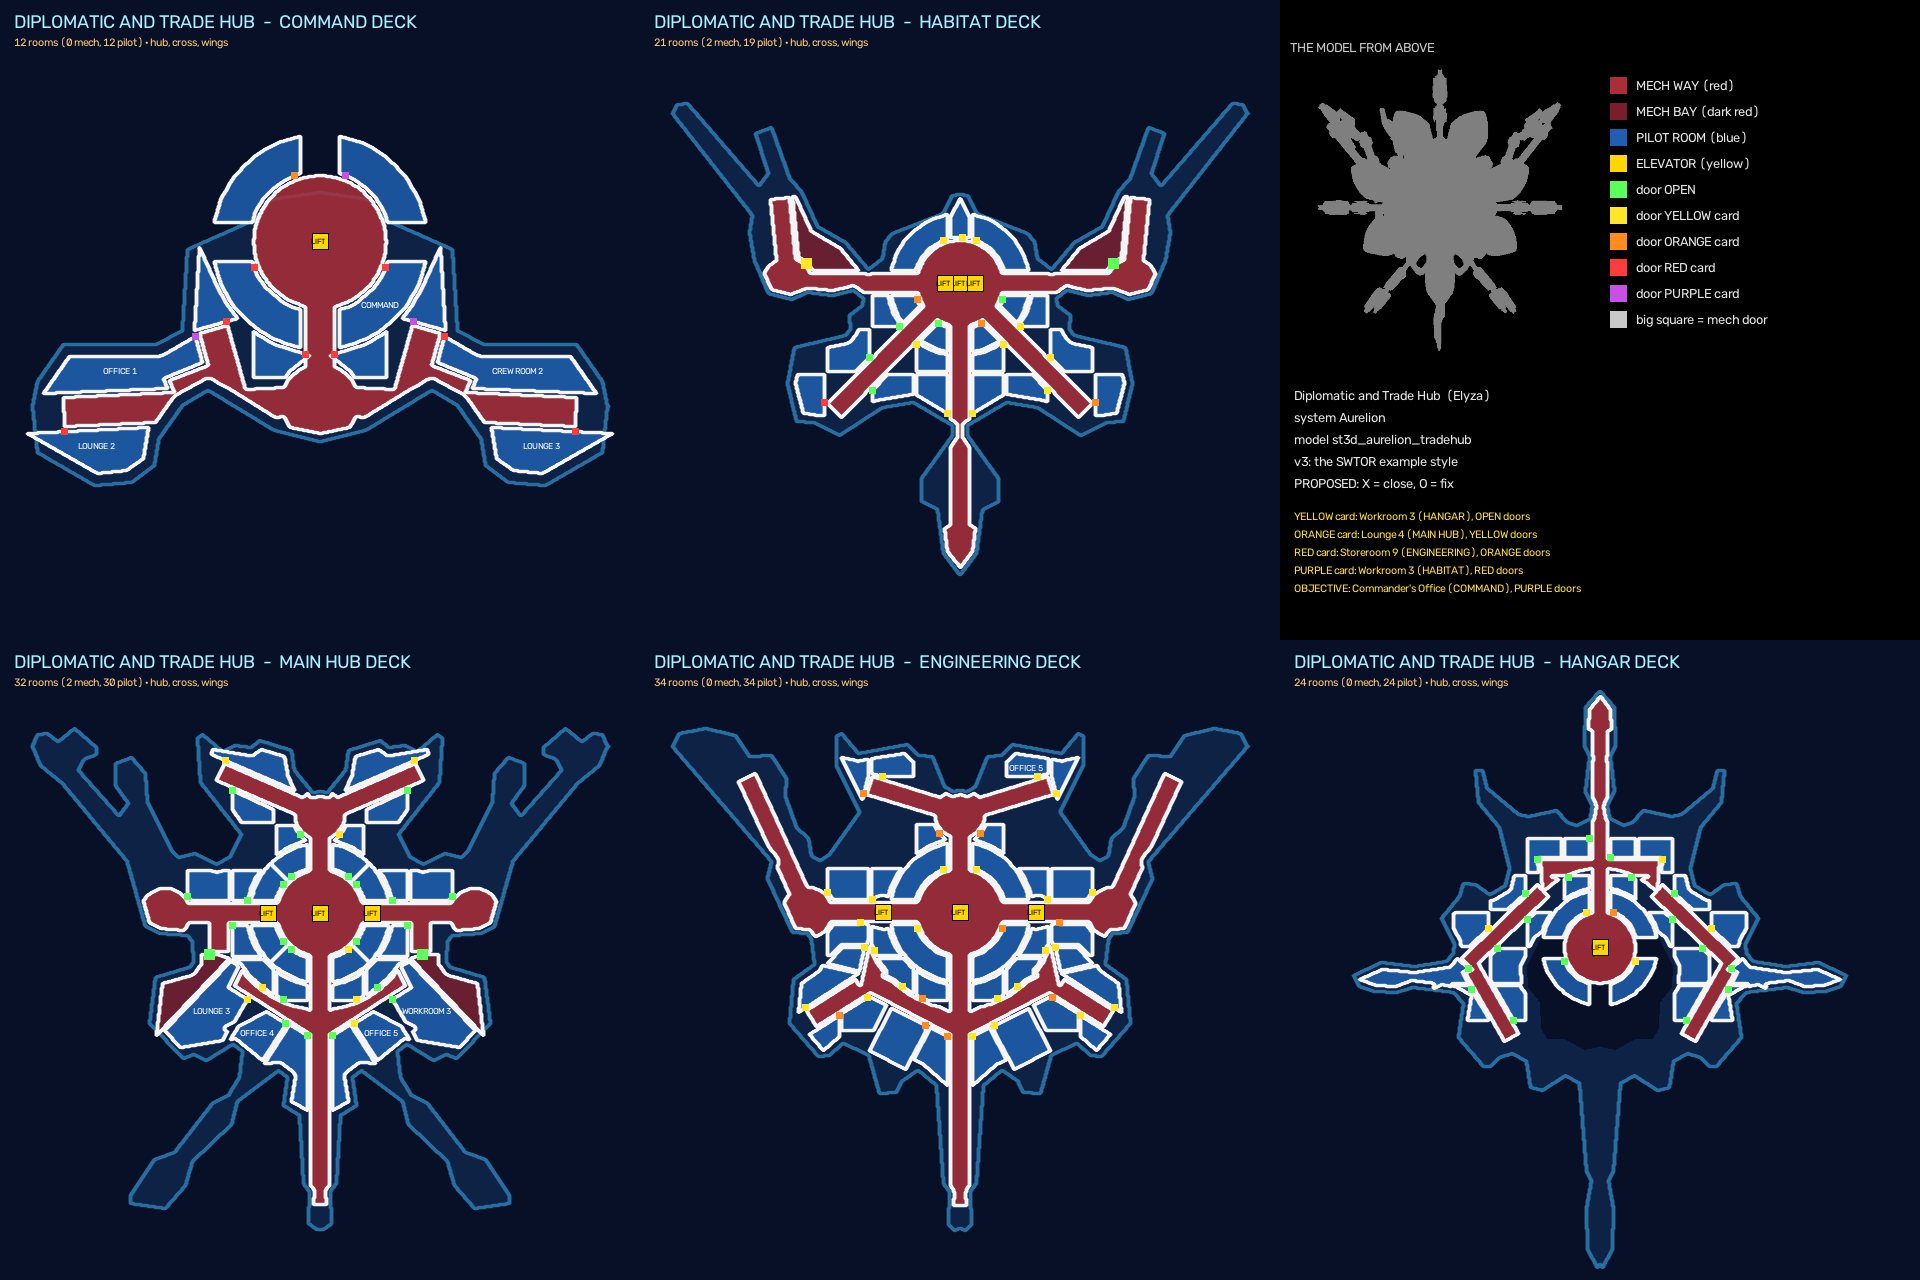 DIPLOMATIC AND TRADE HUB - COMMAND DECK
12 rooms (0 mech, 12 pilot) • hub, cross, wings
LIFT
COMMAND
OFFICE 1
CREW ROOM 2
LOUNGE 2
LOUNGE 3
DIPLOMATIC AND TRADE HUB - HABITAT DECK
21 rooms (2 mech, 19 pilot) • hub, cross, wings
LIFT LIFT LIFT
THE MODEL FROM ABOVE
MECH WAY (red)
MECH BAY (dark red)
PILOT ROOM (blue)
ELEVATOR (yellow)
door OPEN
door YELLOW card
door ORANGE card
door RED card
door PURPLE card
big square = mech door
Diplomatic and Trade Hub (Elyza)
system Aurelion
model st3d_aurelion_tradehub
v3: the SWTOR example style
PROPOSED: X = close, O = fix
YELLOW card: Workroom 3 (HANGAR), OPEN doors
ORANGE card: Lounge 4 (MAIN HUB), YELLOW doors
RED card: Storeroom 9 (ENGINEERING), ORANGE doors
PURPLE card: Workroom 3 (HABITAT), RED doors
OBJECTIVE: Commander's Office (COMMAND), PURPLE doors
DIPLOMATIC AND TRADE HUB - MAIN HUB DECK
32 rooms (2 mech, 30 pilot) • hub, cross, wings
LIFT LIFT LIFT
LOUNGE 3
WORKROOM 3
OFFICE 4
OFFICE 5
DIPLOMATIC AND TRADE HUB - ENGINEERING DECK
34 rooms (0 mech, 34 pilot) • hub, cross, wings
OFFICE 5
LIFT LIFT LIFT
DIPLOMATIC AND TRADE HUB - HANGAR DECK
24 rooms (0 mech, 24 pilot) • hub, cross, wings
LIFT